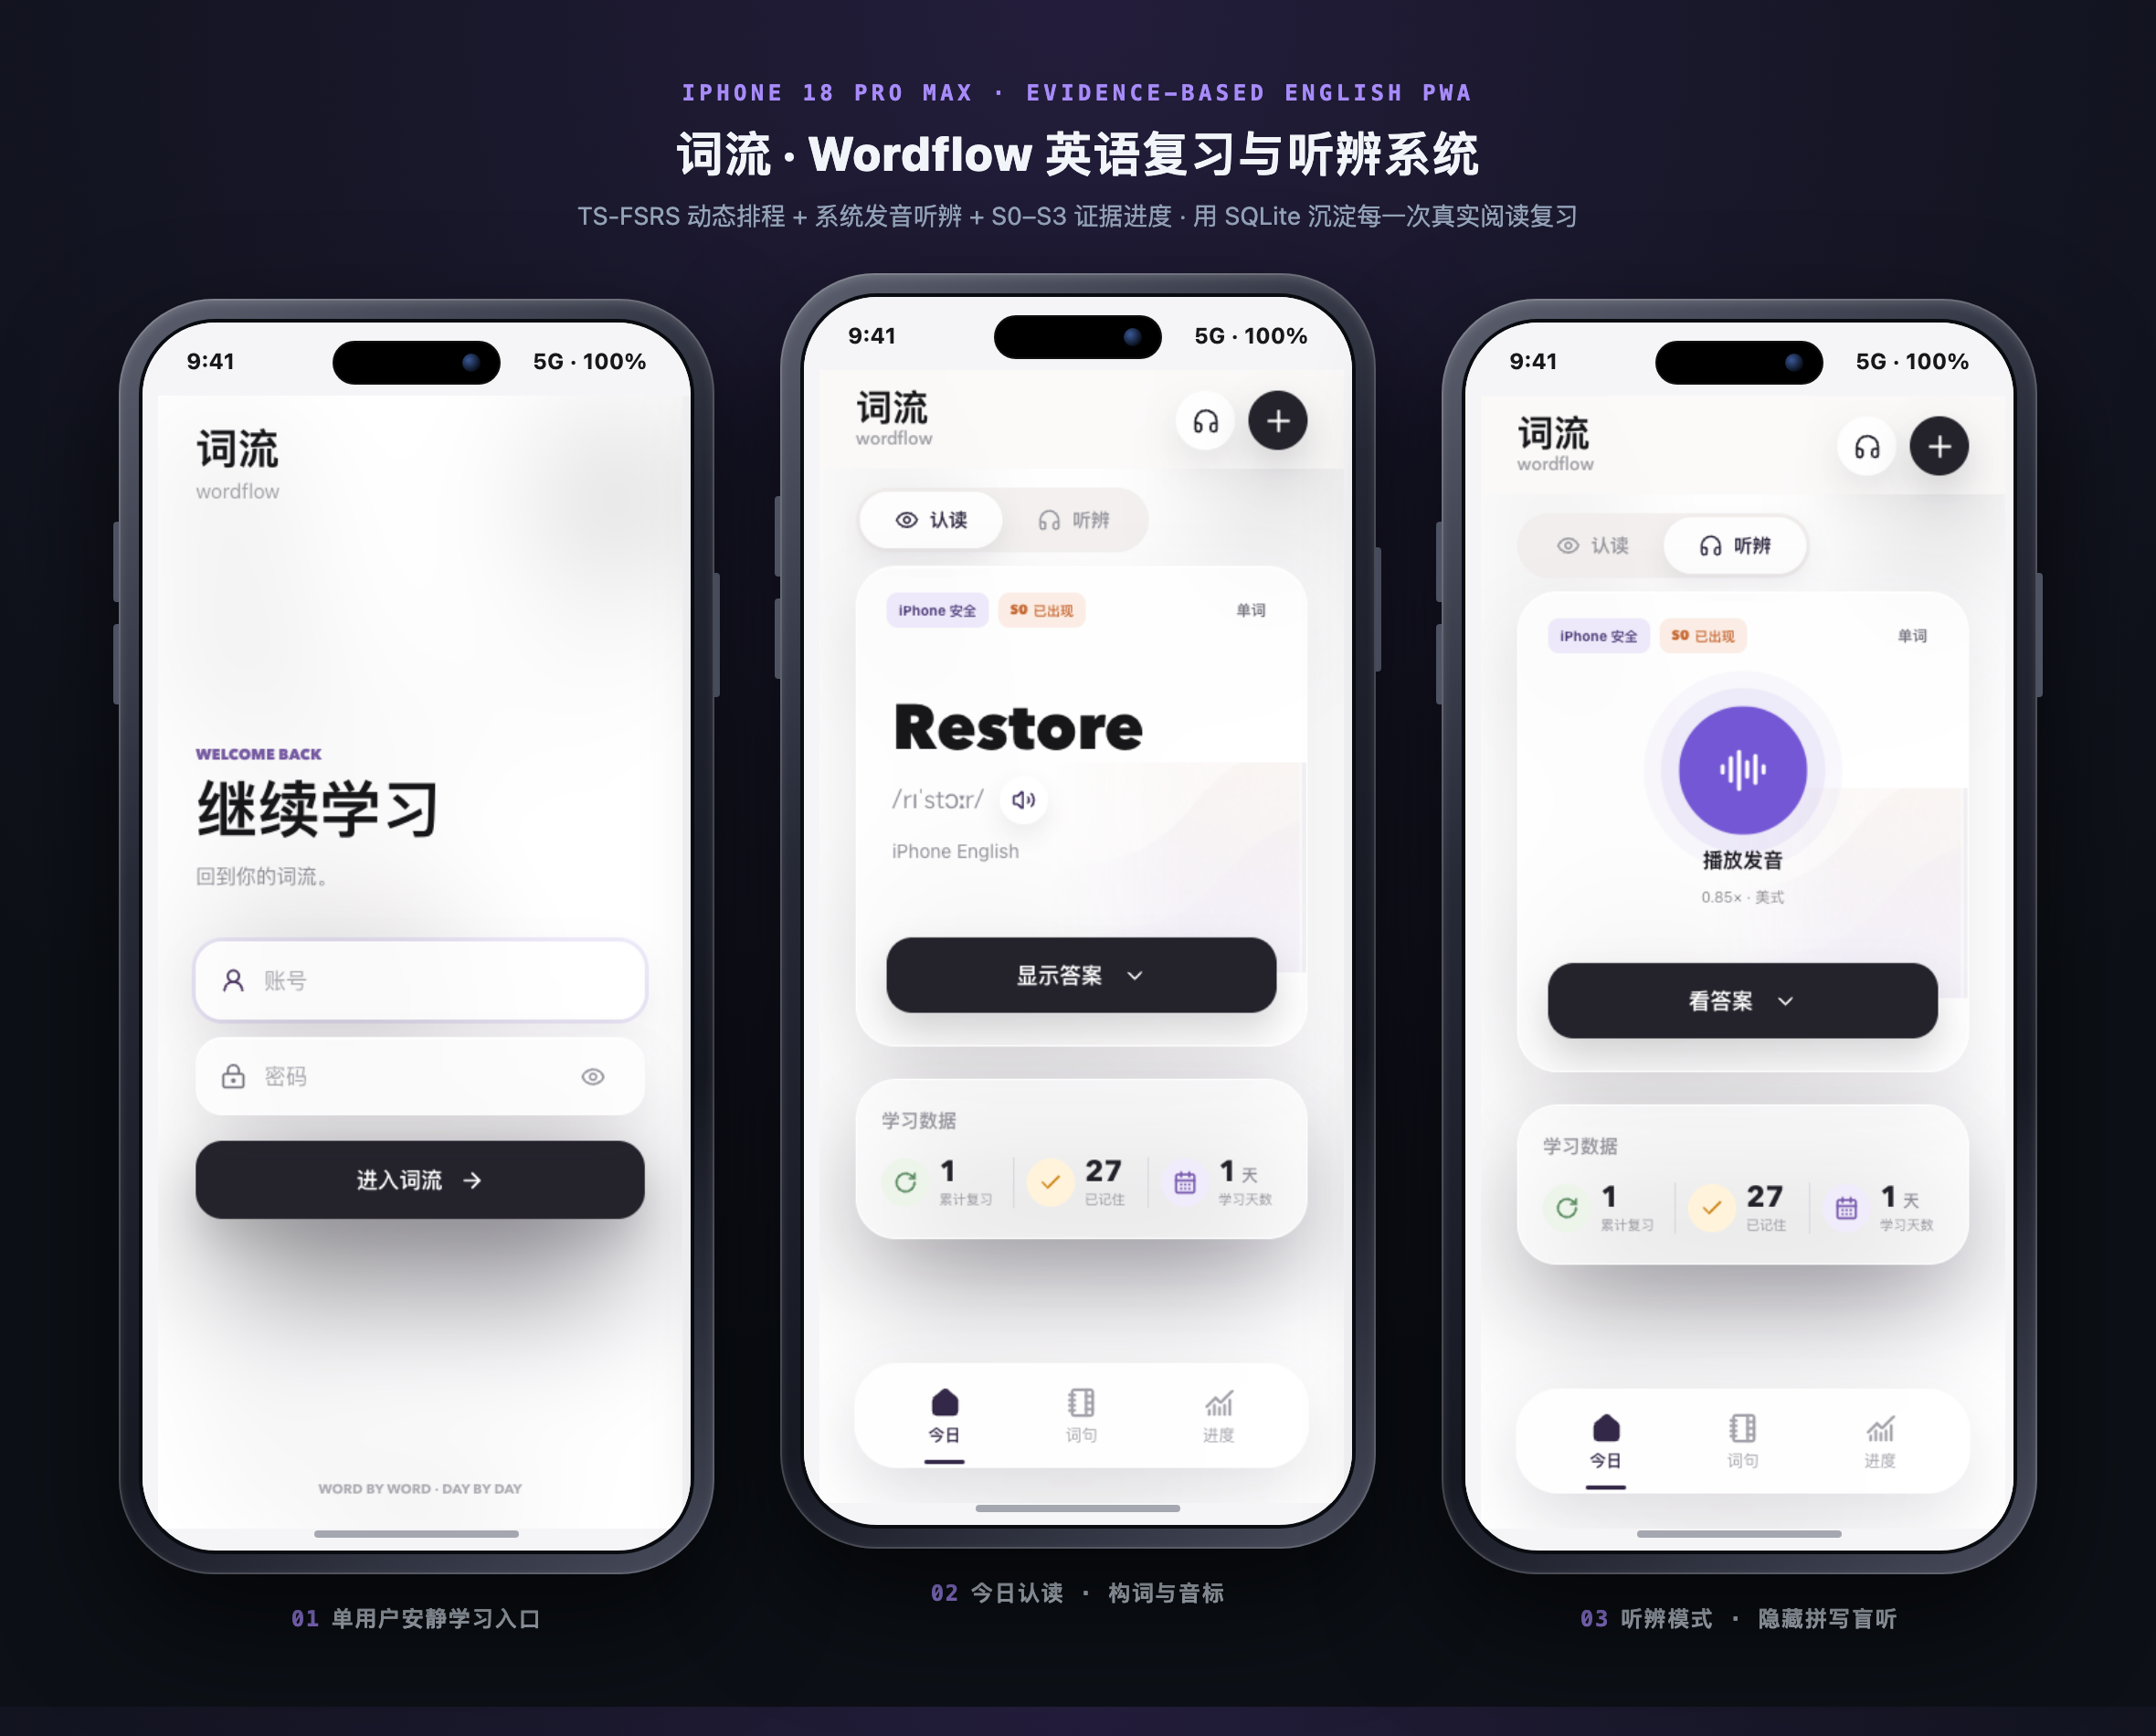 IPHONE 18 PRO MAX · EVIDENCE-BASED ENGLISH PWA
词流 · Wordflow 英语复习与听辨系统
TS-FSRS 动态排程 + 系统发音听辨 + S0–S3 证据进度 · 用 SQLite 沉淀每一次真实阅读复习
9:41
5G · 100%
词流
wordflow
WELCOME BACK
继续学习
回到你的词流。
账号
密码
进入词流 →
WORD BY WORD · DAY BY DAY
01 单用户安静学习入口
9:41
5G · 100%
词流
wordflow
认读
听辨
iPhone 安全
S0 已出现
单词
Restore
/rɪˈstɔːr/
iPhone English
显示答案
学习数据
1
累计复习
27
已记住
1 天
学习天数
今日
词句
进度
02 今日认读 · 构词与音标
9:41
5G · 100%
词流
wordflow
认读
听辨
iPhone 安全
S0 已出现
单词
播放发音
0.85× · 美式
看答案
学习数据
1
累计复习
27
已记住
1 天
学习天数
今日
词句
进度
03 听辨模式 · 隐藏拼写盲听